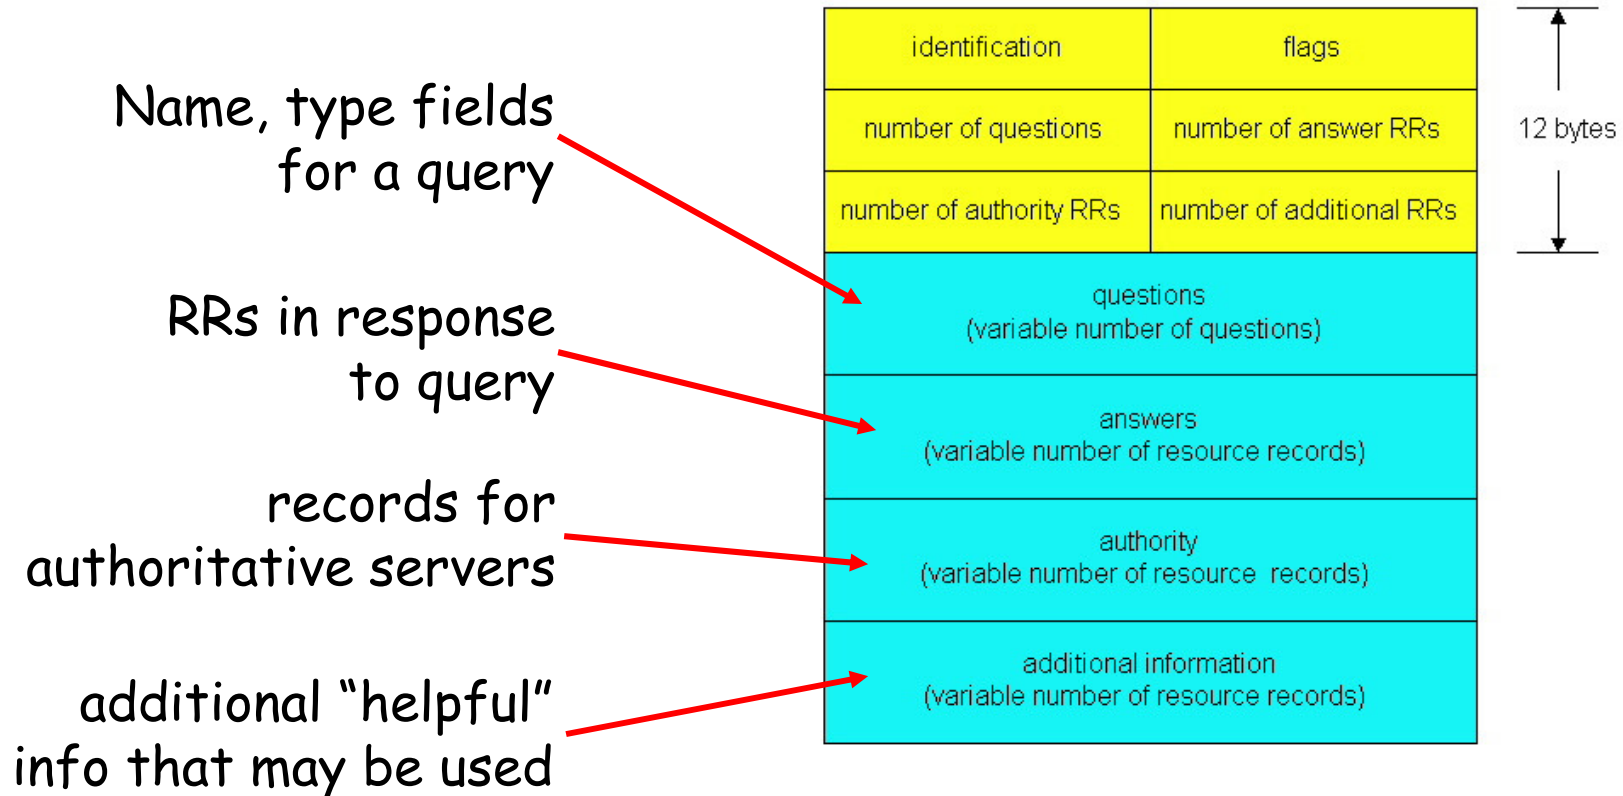 Name, type fields
for a query
RRs in response
to query
records for
authoritative servers
additional “helpful”
info that may be used
identification
flags
number of questions
number of answer RRs
number of authority RRs
number of additional RRs
12 bytes
questions
(variable number of questions)
answers
(variable number of resource records)
authority
(variable number of resource records)
additional information
(variable number of resource records)